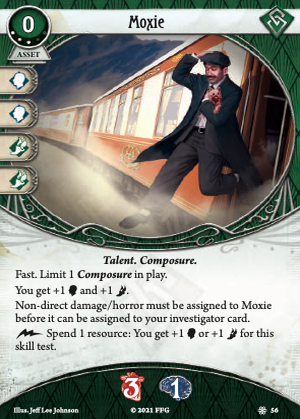 0
Moxie
ASSET
Talent. Composure.
Fast. Limit 1 Composure in play.
You get +1 and +1 .
Non-direct damage/horror must be assigned to Moxie
before it can be assigned to your investigator card.
Spend 1 resource: You get +1 or +1 for this
skill test.
3 1
Illus. Jeff Lee Johnson © 2021 FFG 56